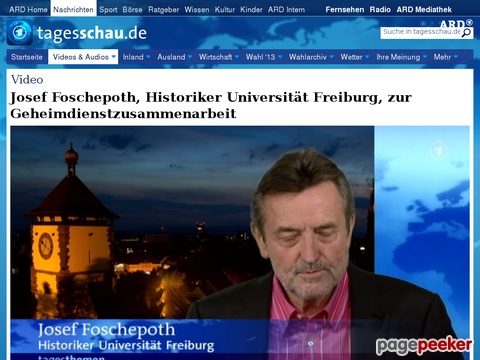 ARD Home Nachrichten Sport Börse Ratgeber Wissen Kultur Kinder ARD Intern Fernsehen Radio ARD Mediathek
ARD
tagesschau.de
Suche in tagesschau.de
Startseite Videos & Audios Inland Ausland Wirtschaft Wahl '13 Wahlarchiv Wetter Ihre Meinung Mehr
Video
Josef Foschepoth, Historiker Universität Freiburg, zur
Geheimdienstzusammenarbeit
Josef Foschepoth
Historiker Universität Freiburg
tagesthemen
pagepeeker